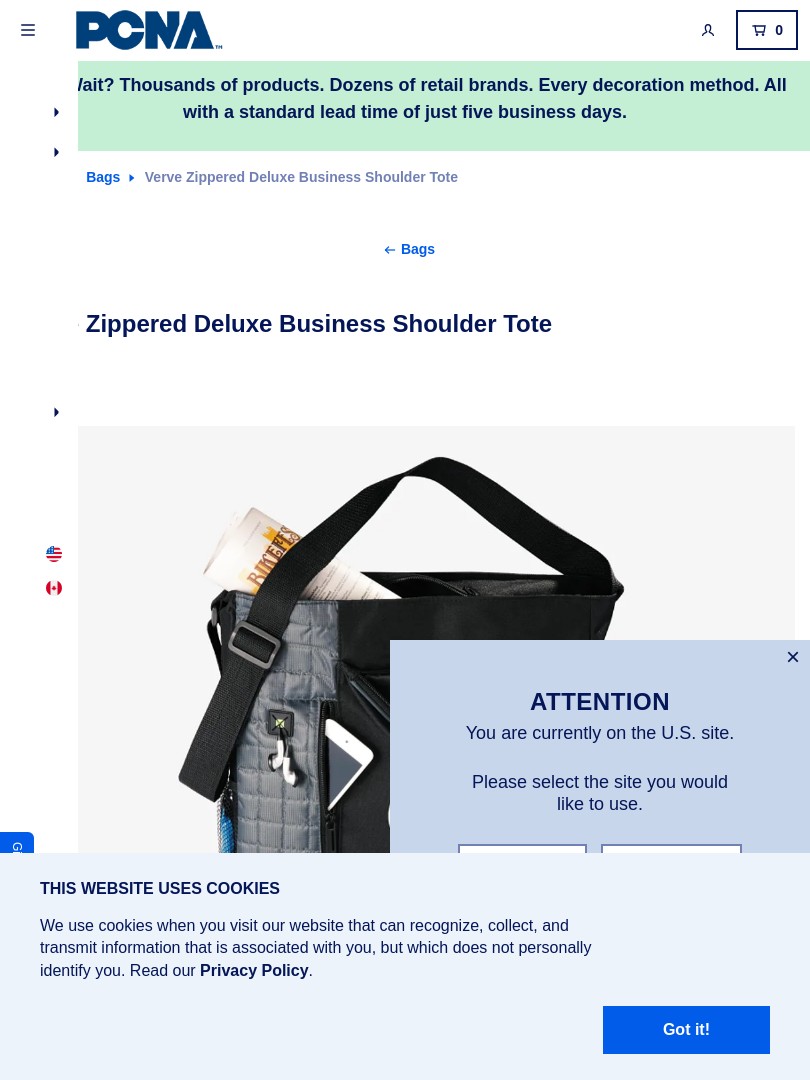 PCNA™
0
ait? Thousands of products. Dozens of retail brands. Every decoration method. All
with a standard lead time of just five business days.
Bags
Verve Zippered Deluxe Business Shoulder Tote
Bags
Zippered Deluxe Business Shoulder Tote
ATTENTION
You are currently on the U.S. site.
Please select the site you would
like to use.
THIS WEBSITE USES COOKIES
We use cookies when you visit our website that can recognize, collect, and
transmit information that is associated with you, but which does not personally
identify you. Read our Privacy Policy.
Got it!